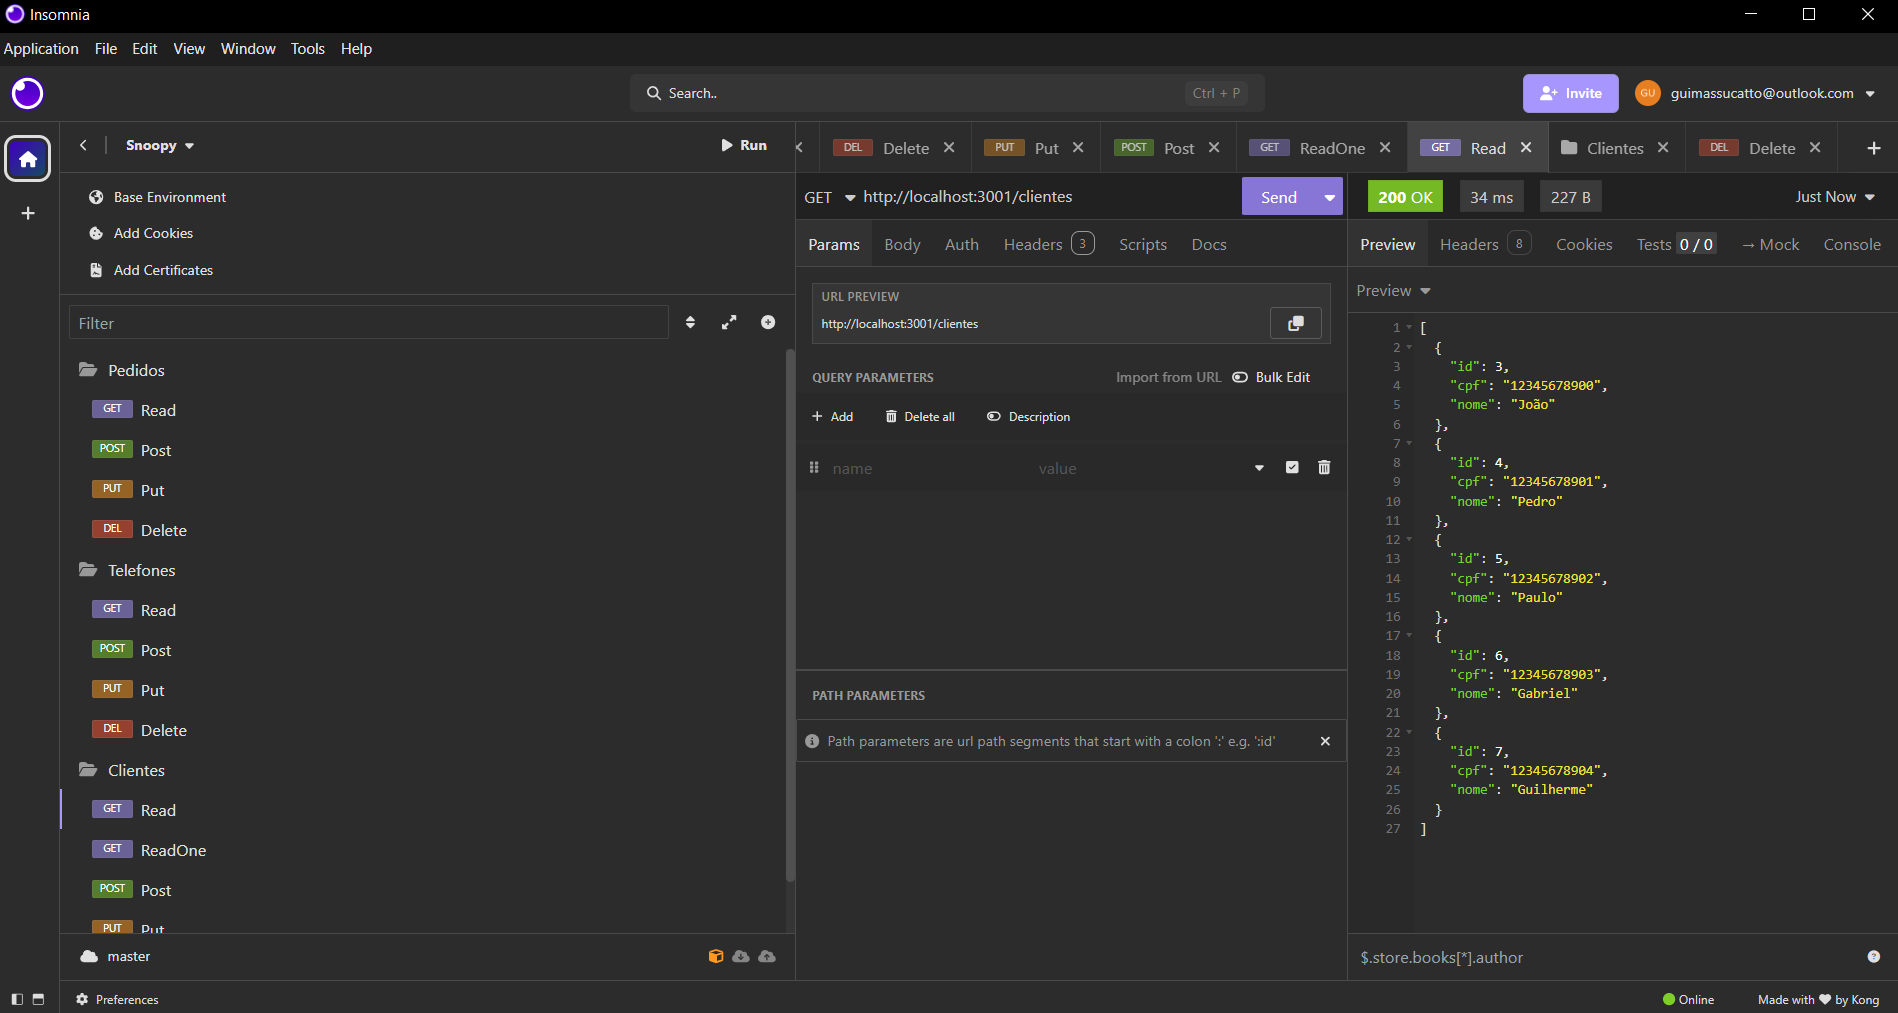 Insomnia
Application File Edit View Window Tools Help
Search.. Ctrl + P
Invite
GU guimassucatto@outlook.com
Snoopy
Run
Base Environment
Add Cookies
Add Certificates
Filter
Pedidos
GET Read
POST Post
PUT Put
DEL Delete
Telefones
GET Read
POST Post
PUT Put
DEL Delete
Clientes
GET Read
GET ReadOne
POST Post
PUT Put
master
Preferences
DEL Delete
PUT Put
POST Post
GET ReadOne
GET Read
Clientes
DEL Delete
GET http://localhost:3001/clientes
Send
Params Body Auth Headers 3 Scripts Docs
URL PREVIEW
http://localhost:3001/clientes
QUERY PARAMETERS
Import from URL Bulk Edit
Add Delete all Description
name value
PATH PARAMETERS
Path parameters are url path segments that start with a colon ':' e.g. ':id'
200 OK 34 ms 227 B
Just Now
Preview Headers 8 Cookies Tests 0 / 0 → Mock Console
Preview
1 [
2 {
3 "id": 3,
4 "cpf": "12345678900",
5 "nome": "João"
6 },
7 {
8 "id": 4,
9 "cpf": "12345678901",
10 "nome": "Pedro"
11 },
12 {
13 "id": 5,
14 "cpf": "12345678902",
15 "nome": "Paulo"
16 },
17 {
18 "id": 6,
19 "cpf": "12345678903",
20 "nome": "Gabriel"
21 },
22 {
23 "id": 7,
24 "cpf": "12345678904",
25 "nome": "Guilherme"
26 }
27 ]
$.store.books[*].author
Online
Made with ♥ by Kong